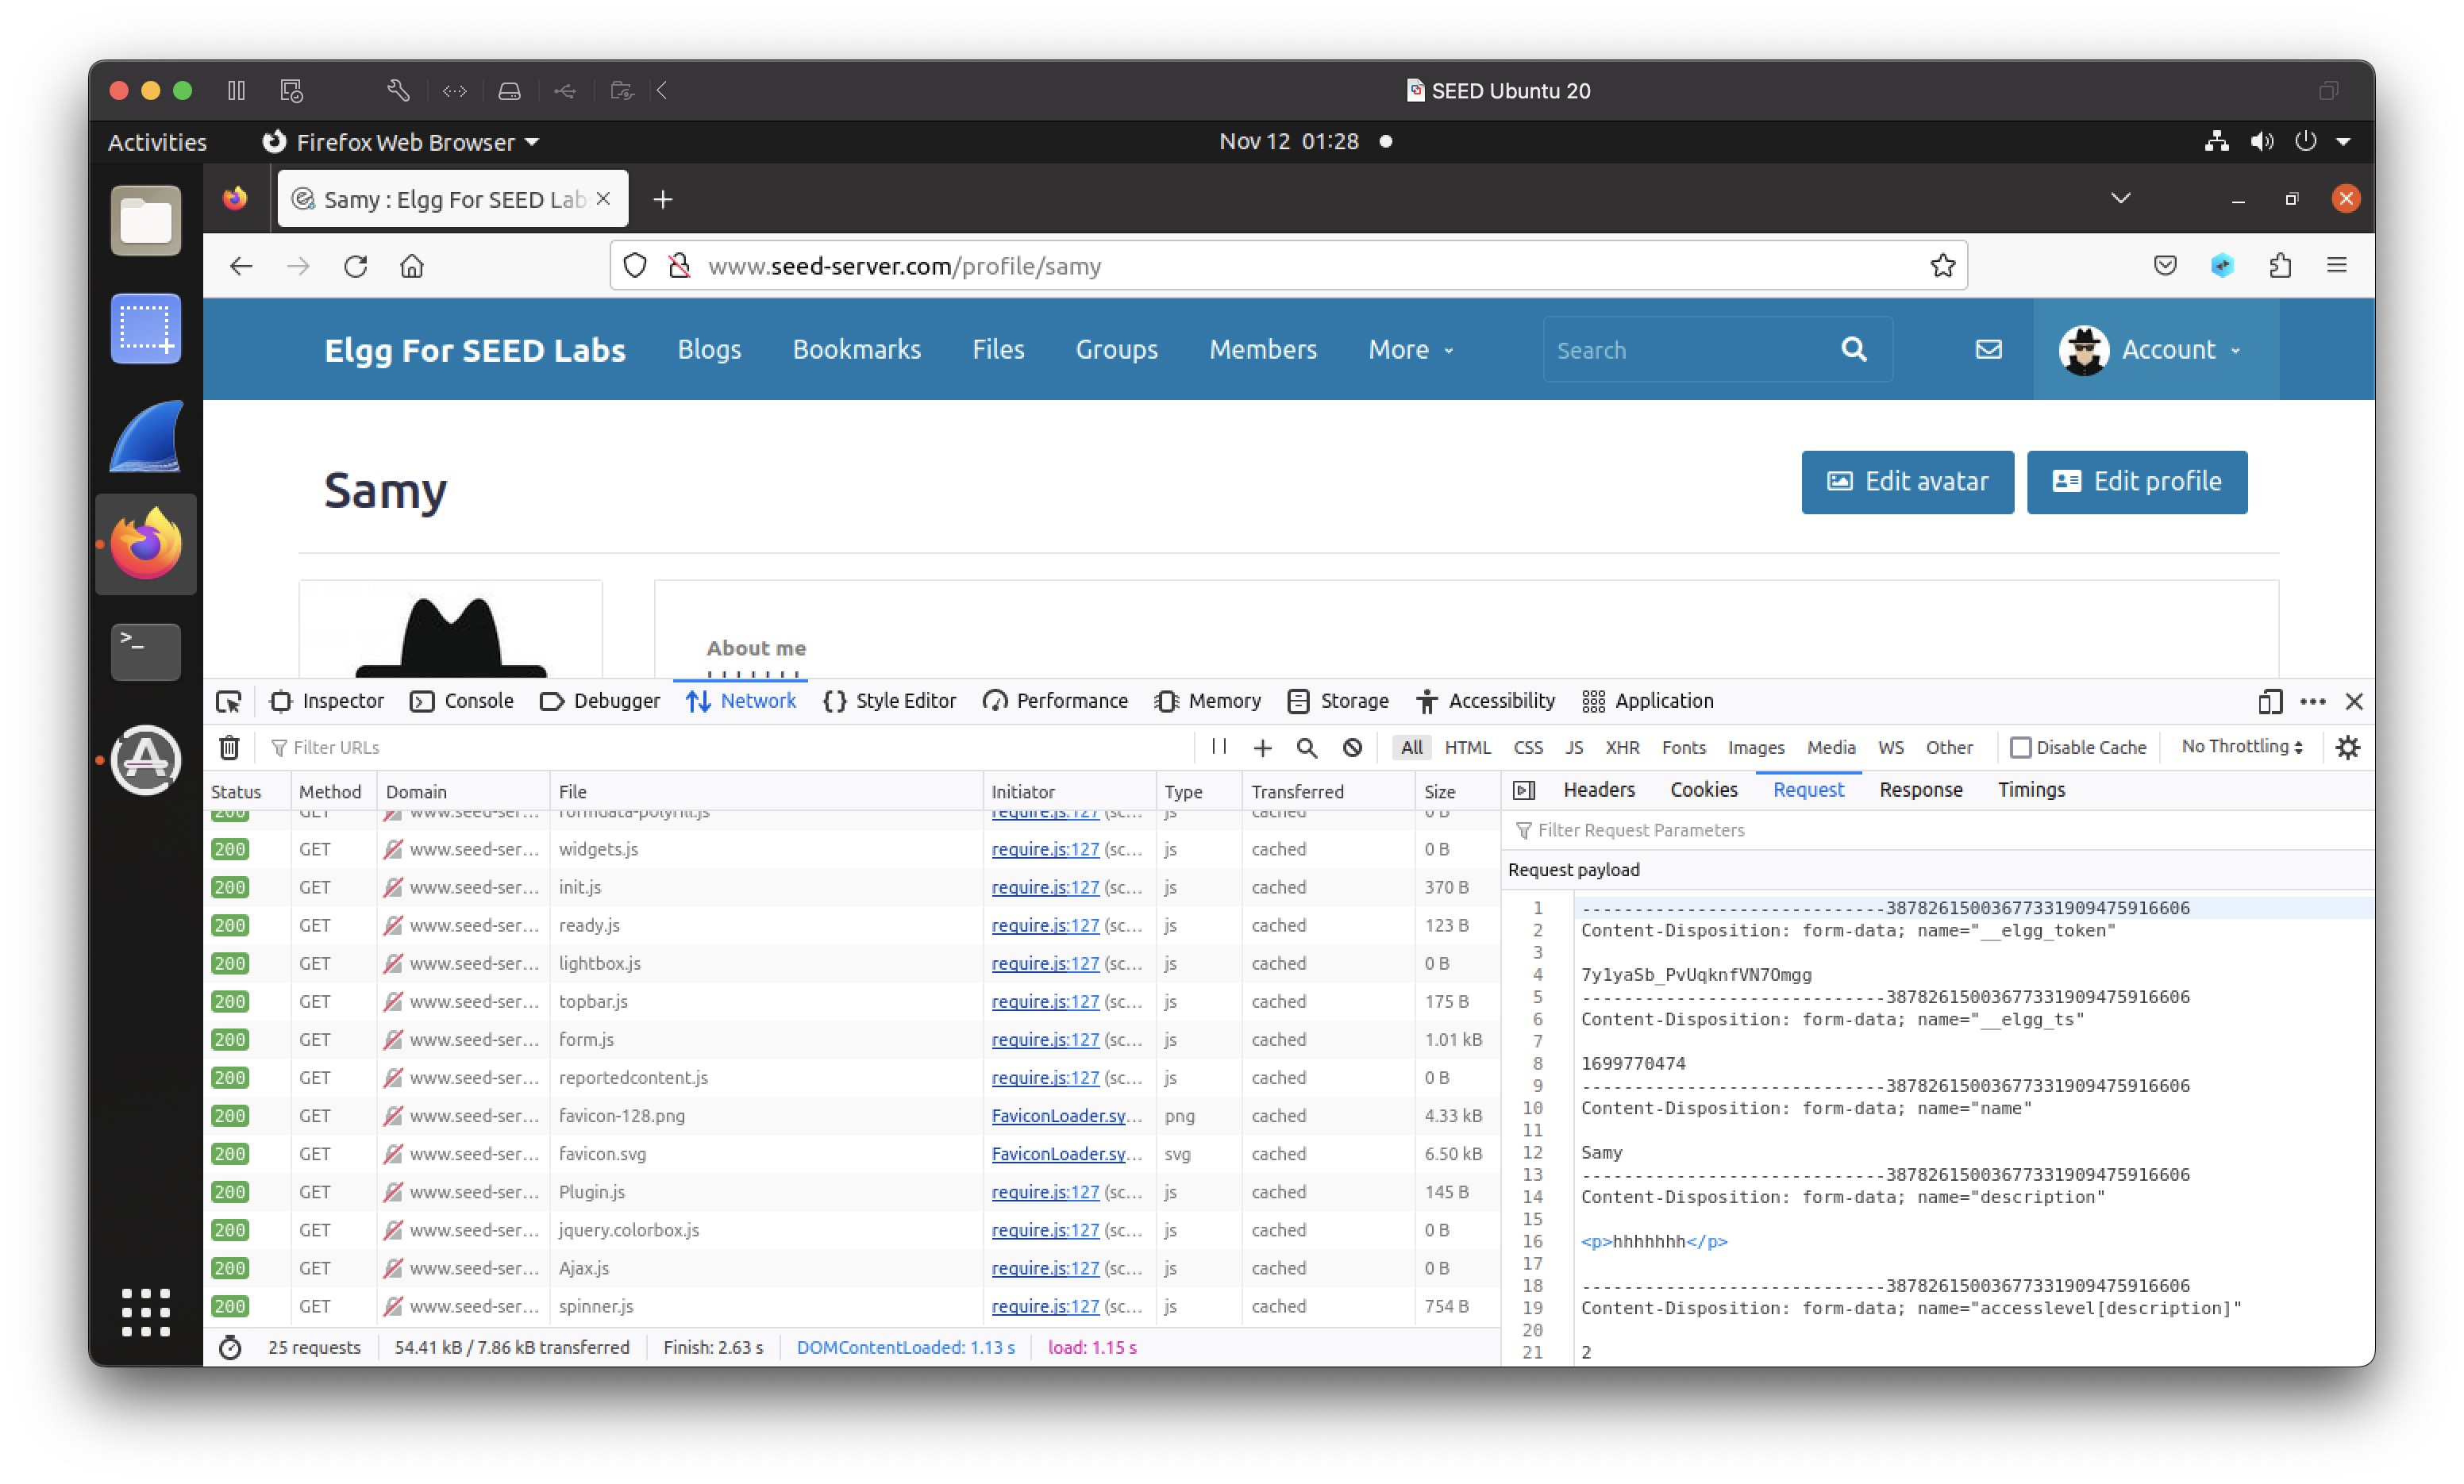 SEED Ubuntu 20
Activities Firefox Web Browser Nov 12 01:28
Samy : Elgg For SEED Lab
www.seed-server.com/profile/samy
Elgg For SEED Labs Blogs Bookmarks Files Groups Members More Search Account
Samy Edit avatar Edit profile
About me
Inspector Console Debugger Network Style Editor Performance Memory Storage Accessibility Application
Filter URLs All HTML CSS JS XHR Fonts Images Media WS Other Disable Cache No Throttling
Status Method Domain File Initiator Type Transferred Size
200 GET www.seed-ser... formdata-polyfill.js require.js:127 (sc... js cached 0 B
200 GET www.seed-ser... widgets.js require.js:127 (sc... js cached 0 B
200 GET www.seed-ser... init.js require.js:127 (sc... js cached 370 B
200 GET www.seed-ser... ready.js require.js:127 (sc... js cached 123 B
200 GET www.seed-ser... lightbox.js require.js:127 (sc... js cached 0 B
200 GET www.seed-ser... topbar.js require.js:127 (sc... js cached 175 B
200 GET www.seed-ser... form.js require.js:127 (sc... js cached 1.01 kB
200 GET www.seed-ser... reportedcontent.js require.js:127 (sc... js cached 0 B
200 GET www.seed-ser... favicon-128.png FaviconLoader.sy... png cached 4.33 kB
200 GET www.seed-ser... favicon.svg FaviconLoader.sy... svg cached 6.50 kB
200 GET www.seed-ser... Plugin.js require.js:127 (sc... js cached 145 B
200 GET www.seed-ser... jquery.colorbox.js require.js:127 (sc... js cached 0 B
200 GET www.seed-ser... Ajax.js require.js:127 (sc... js cached 0 B
200 GET www.seed-ser... spinner.js require.js:127 (sc... js cached 754 B
25 requests 54.41 kB / 7.86 kB transferred Finish: 2.63 s DOMContentLoaded: 1.13 s load: 1.15 s
Headers Cookies Request Response Timings
Filter Request Parameters
Request payload
1 -----------------------------38782615003677331909475916606
2 Content-Disposition: form-data; name="__elgg_token"
3
4 7y1yaSb_PvUqknfVN7Omgg
5 -----------------------------38782615003677331909475916606
6 Content-Disposition: form-data; name="__elgg_ts"
7
8 1699770474
9 -----------------------------38782615003677331909475916606
10 Content-Disposition: form-data; name="name"
11
12 Samy
13 -----------------------------38782615003677331909475916606
14 Content-Disposition: form-data; name="description"
15
16 <p>hhhhhhh</p>
17
18 -----------------------------38782615003677331909475916606
19 Content-Disposition: form-data; name="accesslevel[description]"
20
21 2